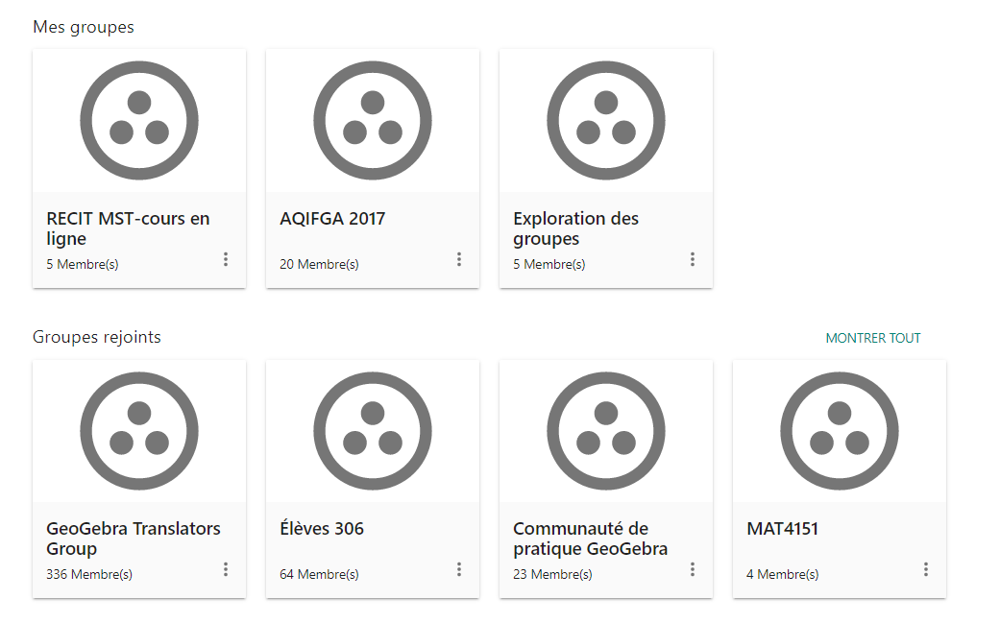 Mes groupes
RECIT MST-cours en
ligne
5 Membre(s)
AQIFGA 2017
20 Membre(s)
Exploration des
groupes
5 Membre(s)
Groupes rejoints
MONTRER TOUT
GeoGebra Translators
Group
336 Membre(s)
Élèves 306
64 Membre(s)
Communauté de
pratique GeoGebra
23 Membre(s)
MAT4151
4 Membre(s)